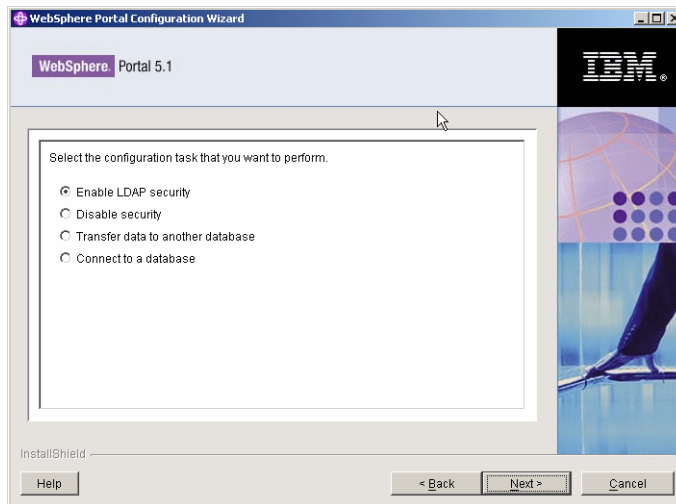 WebSphere Portal Configuration Wizard
WebSphere. Portal 5.1
IBM®
Select the configuration task that you want to perform.
Enable LDAP security
Disable security
Transfer data to another database
Connect to a database
InstallShield
Help
< Back
Next >
Cancel